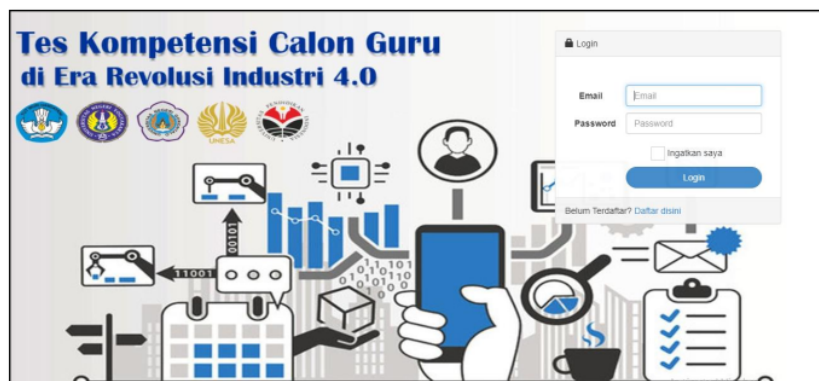 Tes Kompetensi Calon Guru
di Era Revolusi Industri 4.0
UNESA
Login
Email
Email
Password
Password
Ingatkan saya
Login
Belum Terdaftar? Daftar disini
00101
11001